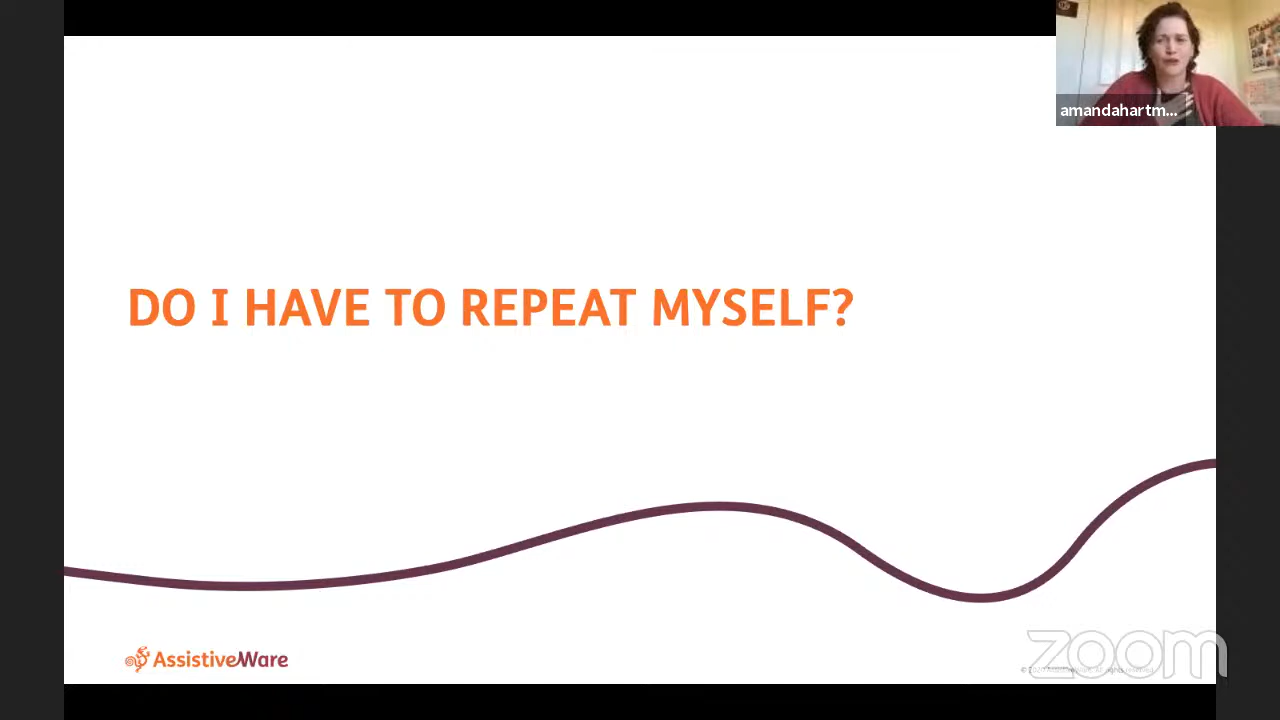 amandahartm...
DO I HAVE TO REPEAT MYSELF?
AssistiveWare
zoom